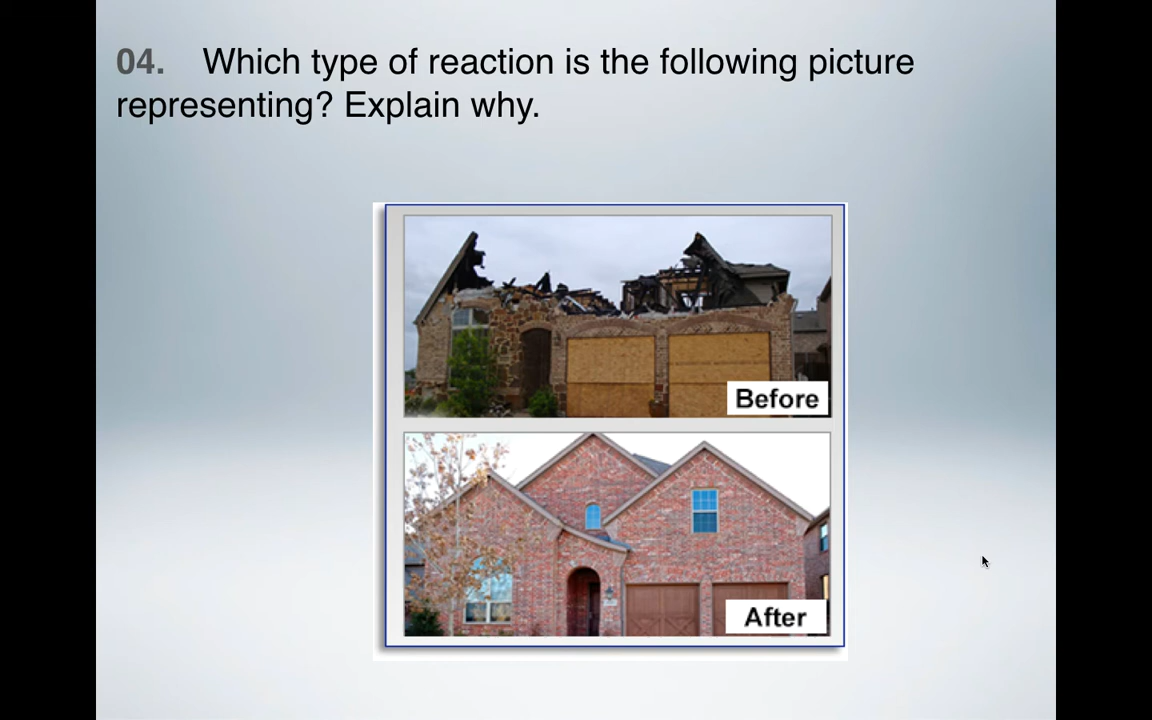 04. Which type of reaction is the following picture
representing? Explain why.
Before
After